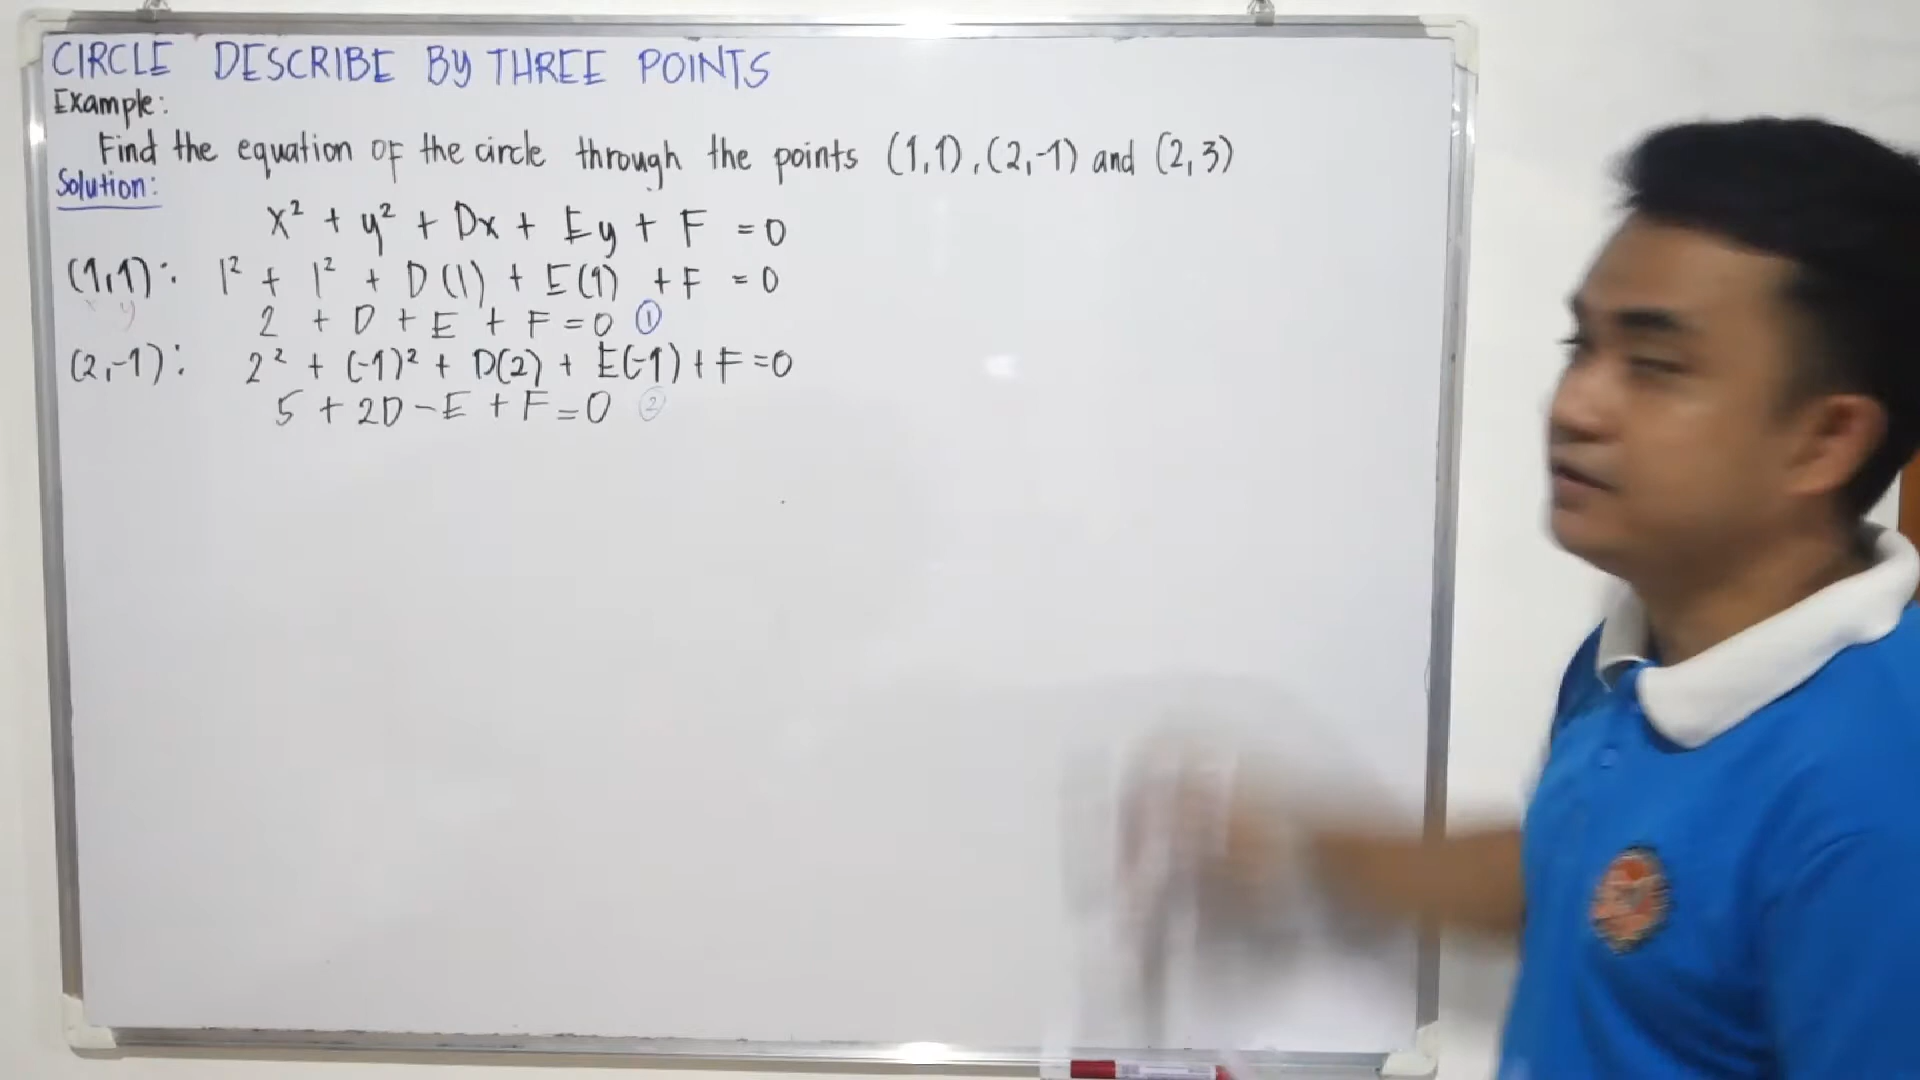 CIRCLE DESCRIBE BY THREE POINTS
Example:
Find the equation of the circle through the points (1,1), (2,-1) and (2,3)
Solution:
x² + y² + Dx + Ey + F = 0
(1,1): 1² + 1² + D(1) + E(1) + F = 0
x y
2 + D + E + F = 0 ①
(2,-1): 2² + (-1)² + D(2) + E(-1) + F = 0
5 + 2D - E + F = 0 ②